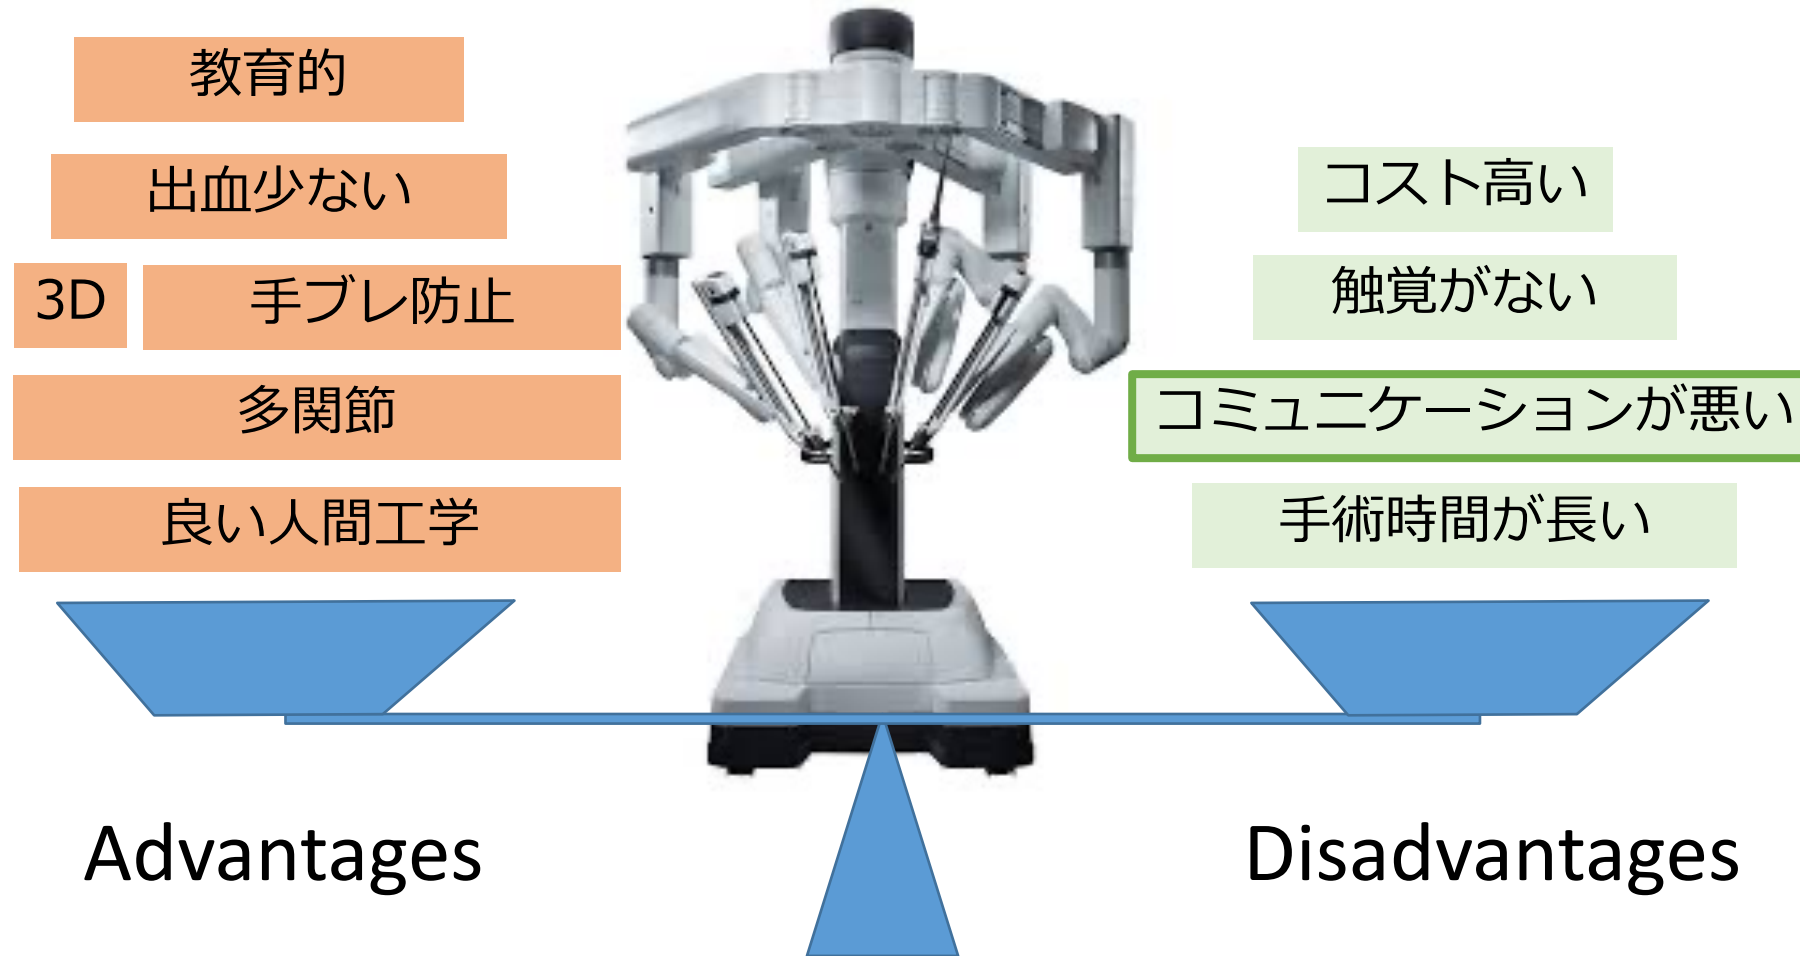 教育的
出血少ない
3D
手ブレ防止
多関節
良い人間工学
Advantages
コスト高い
触覚がない
コミュニケーションが悪い
手術時間が長い
Disadvantages